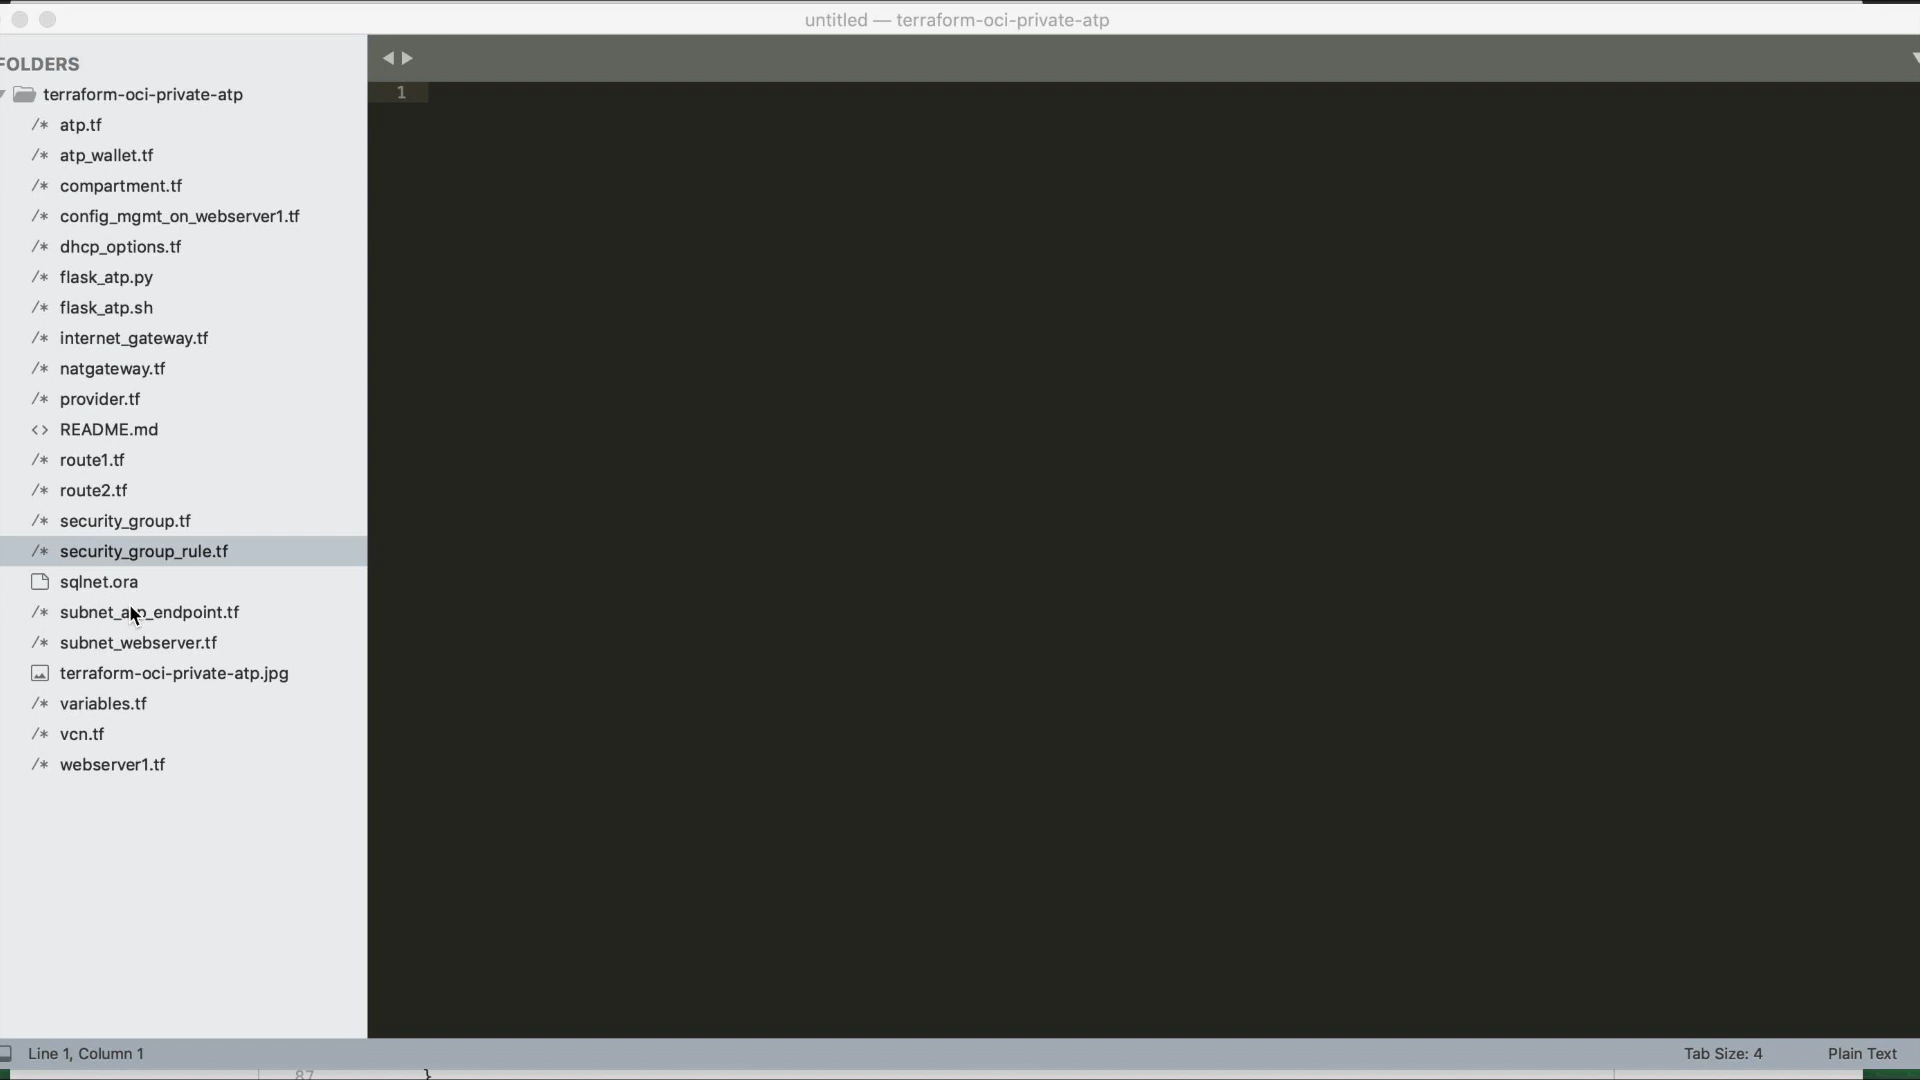 untitled — terraform-oci-private-atp
FOLDERS
terraform-oci-private-atp
1
/* atp.tf
/* atp_wallet.tf
/* compartment.tf
/* config_mgmt_on_webserver1.tf
/* dhcp_options.tf
/* flask_atp.py
/* flask_atp.sh
/* internet_gateway.tf
/* natgateway.tf
/* provider.tf
<> README.md
/* route1.tf
/* route2.tf
/* security_group.tf
/* security_group_rule.tf
sqlnet.ora
/* subnet_atp_endpoint.tf
/* subnet_webserver.tf
terraform-oci-private-atp.jpg
/* variables.tf
/* vcn.tf
/* webserver1.tf
Line 1, Column 1
Tab Size: 4
Plain Text
87 }